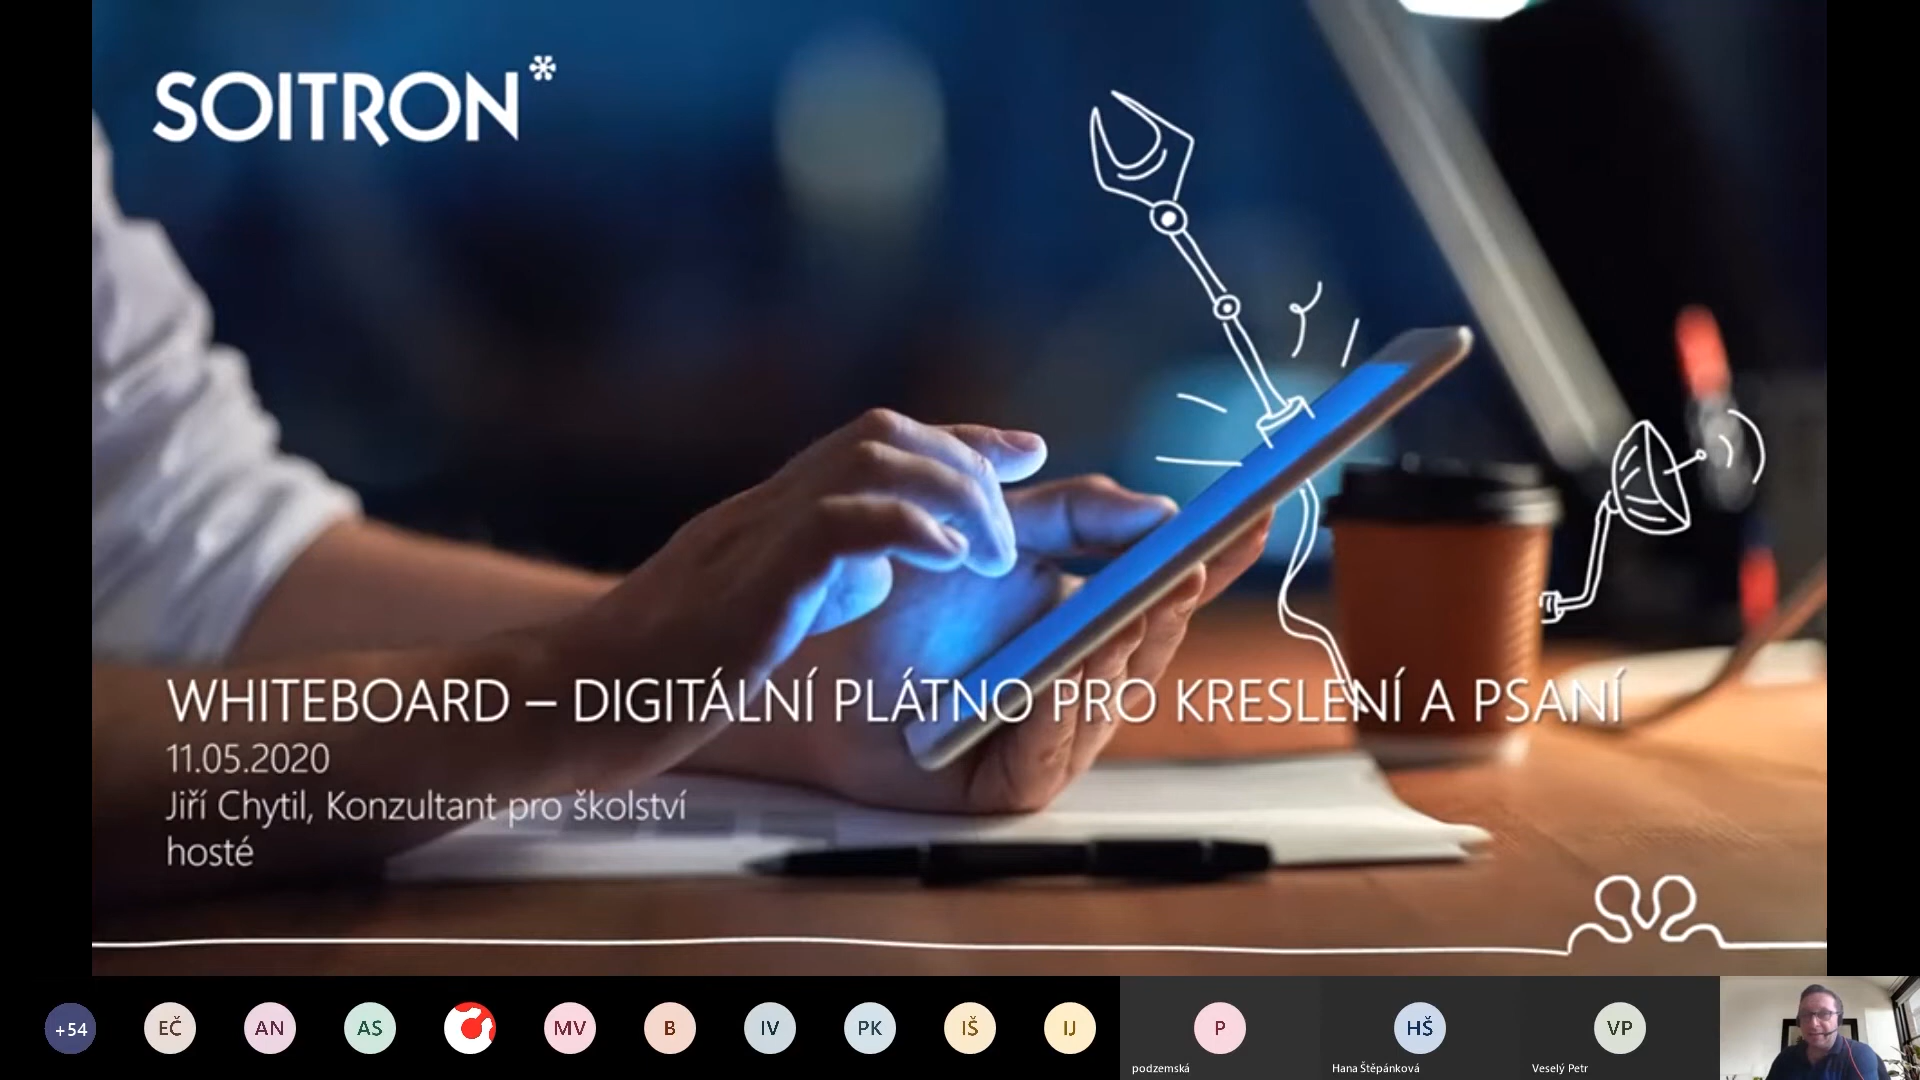 SOITRON*
WHITEBOARD – DIGITÁLNÍ PLÁTNO PRO KRESLENÍ A PSANÍ
11.05.2020
Jiří Chytil, Konzultant pro školství
hosté
+54
EČ
AN
AS
MV
B
IV
PK
IŠ
IJ
P
HŠ
VP
podzemská
Hana Štěpánková
Veselý Petr